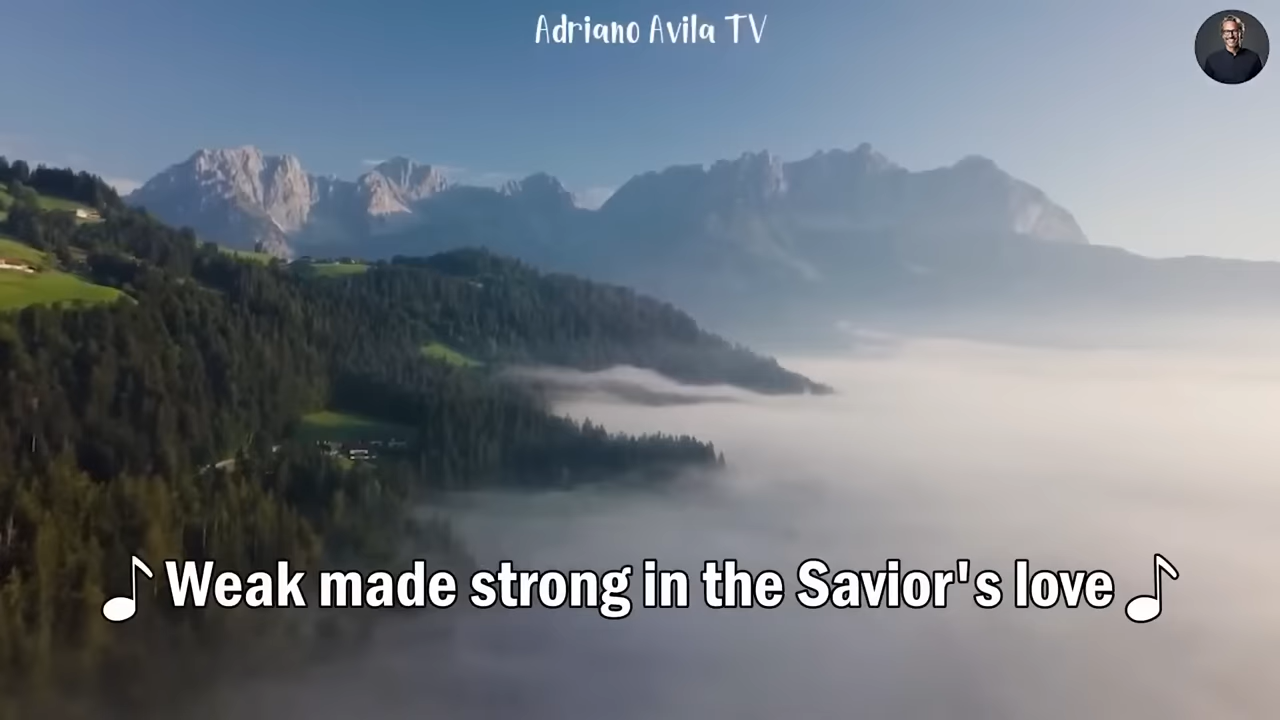 Adriano Avila TV
♪ Weak made strong in the Savior's love ♪